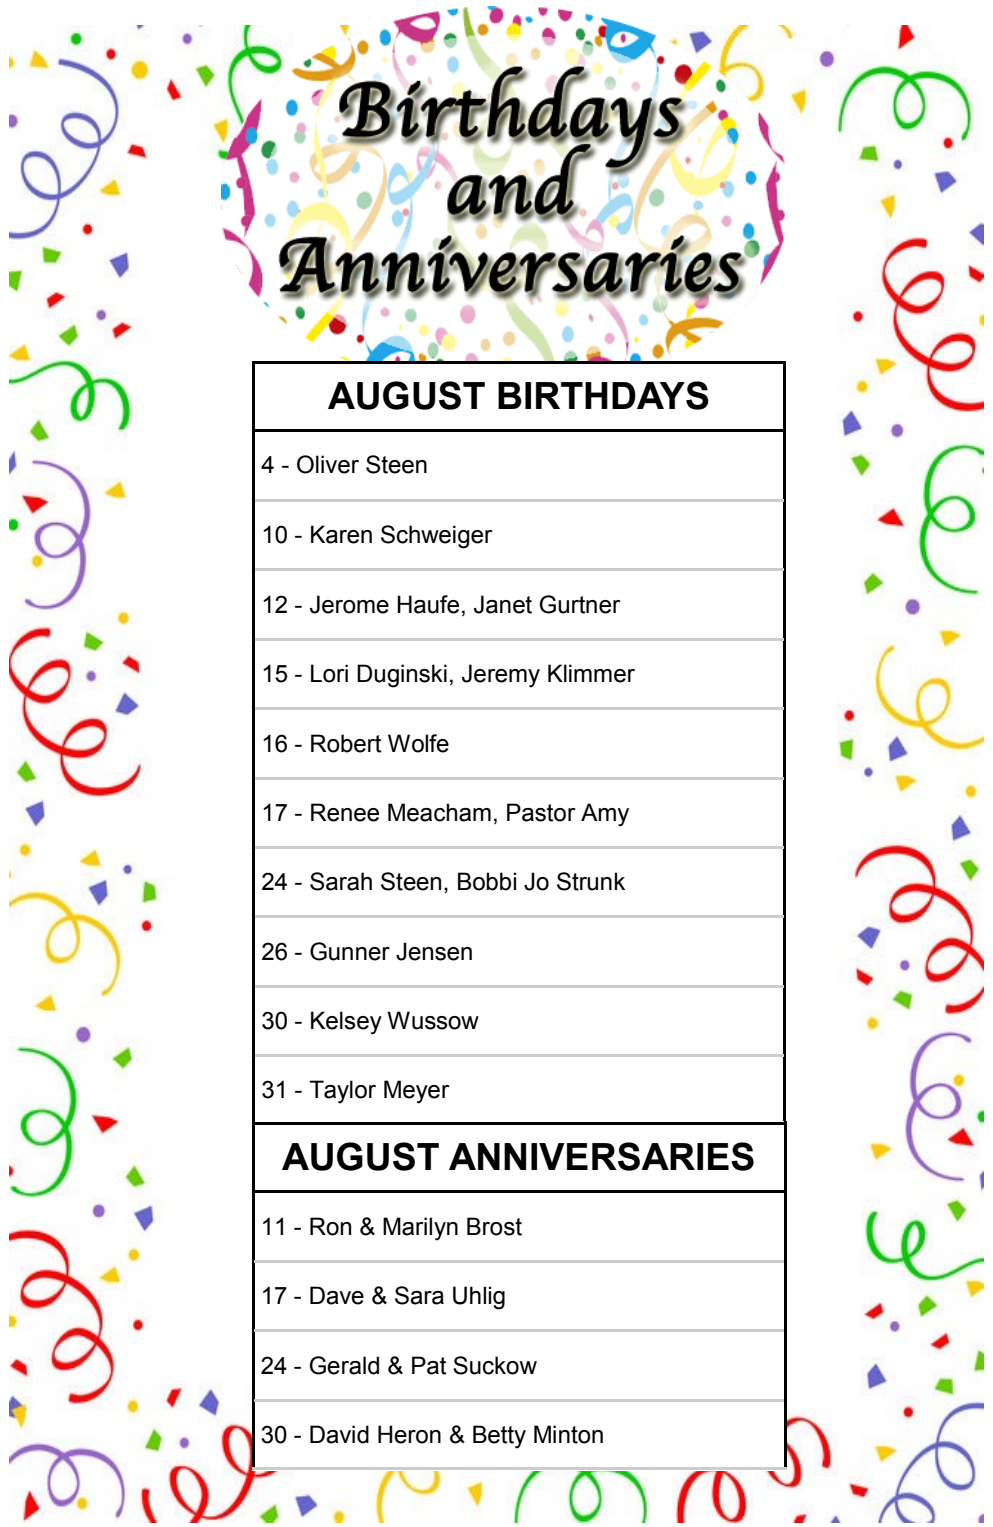 Birthdays
and
Anniversaries
AUGUST BIRTHDAYS
4 - Oliver Steen
10 - Karen Schweiger
12 - Jerome Haufe, Janet Gurtner
15 - Lori Duginski, Jeremy Klimmer
16 - Robert Wolfe
17 - Renee Meacham, Pastor Amy
24 - Sarah Steen, Bobbi Jo Strunk
26 - Gunner Jensen
30 - Kelsey Wussow
31 - Taylor Meyer
AUGUST ANNIVERSARIES
11 - Ron & Marilyn Brost
17 - Dave & Sara Uhlig
24 - Gerald & Pat Suckow
30 - David Heron & Betty Minton